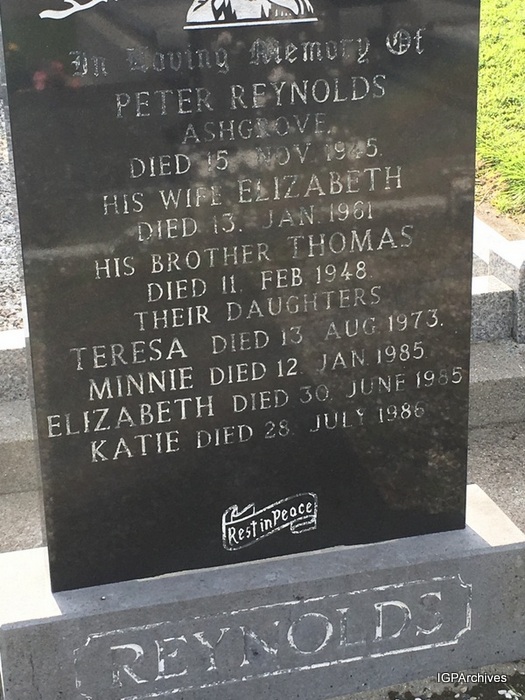 In Loving Memory Of
PETER REYNOLDS
ASHGROVE.
DIED 15. NOV. 1945.
HIS WIFE ELIZABETH
DIED 13. JAN. 1961
HIS BROTHER THOMAS
DIED 11. FEB 1948.
THEIR DAUGHTERS
TERESA DIED 13 AUG. 1973.
MINNIE DIED 12. JAN. 1985
ELIZABETH DIED 30. JUNE 1985
KATIE DIED 28. JULY 1986
Rest in Peace
REYNOLDS
IGPArchives